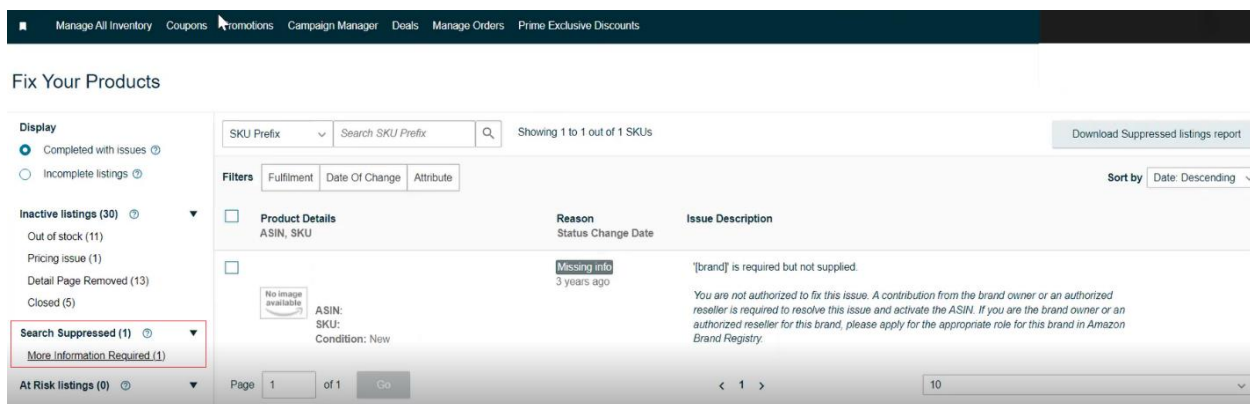 Manage All Inventory Coupons Promotions Campaign Manager Deals Manage Orders Prime Exclusive Discounts
Fix Your Products
Display
Completed with issues
Incomplete listings
Inactive listings (30)
Out of stock (11)
Pricing issue (1)
Detail Page Removed (13)
Closed (5)
Search Suppressed (1)
More Information Required (1)
At Risk listings (0)
SKU Prefix Search SKU Prefix Showing 1 to 1 out of 1 SKUs Download Suppressed listings report
Filters Fulfilment Date Of Change Attribute Sort by Date: Descending
Product Details Reason Issue Description
ASIN, SKU Status Change Date
Missing info '[brand]' is required but not supplied.
3 years ago
No image
available
ASIN:
SKU:
Condition: New
You are not authorized to fix this issue. A contribution from the brand owner or an authorized
reseller is required to resolve this issue and activate the ASIN. If you are the brand owner or an
authorized reseller for this brand, please apply for the appropriate role for this brand in Amazon
Brand Registry.
Page 1 of 1 Go < 1 > 10